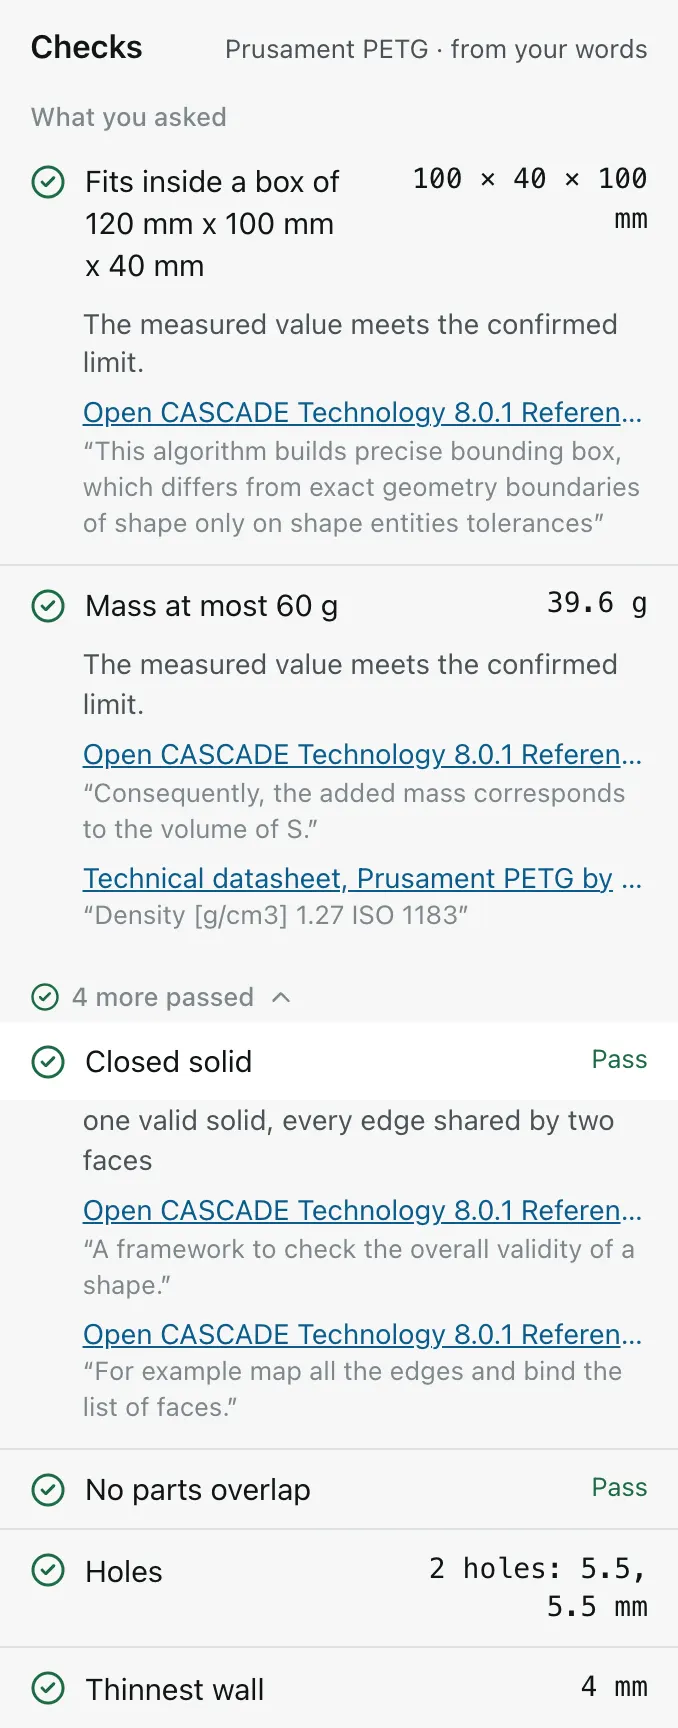 Checks
Prusament PETG · from your words
What you asked
Fits inside a box of
120 mm x 100 mm
x 40 mm
100 × 40 × 100
mm
The measured value meets the confirmed
limit.
Open CASCADE Technology 8.0.1 Referen...
“This algorithm builds precise bounding box,
which differs from exact geometry boundaries
of shape only on shape entities tolerances”
Mass at most 60 g
39.6 g
The measured value meets the confirmed
limit.
Open CASCADE Technology 8.0.1 Referen...
“Consequently, the added mass corresponds
to the volume of S.”
Technical datasheet, Prusament PETG by ...
“Density [g/cm3] 1.27 ISO 1183”
4 more passed
Closed solid
Pass
one valid solid, every edge shared by two
faces
Open CASCADE Technology 8.0.1 Referen...
“A framework to check the overall validity of a
shape.”
Open CASCADE Technology 8.0.1 Referen...
“For example map all the edges and bind the
list of faces.”
No parts overlap
Pass
Holes
2 holes: 5.5,
5.5 mm
Thinnest wall
4 mm